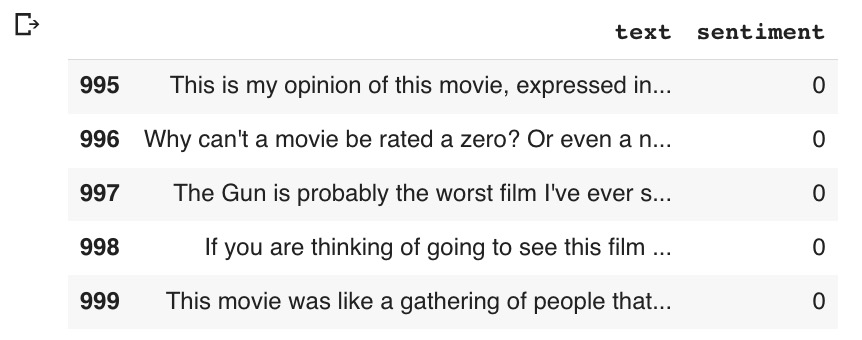 text sentiment
995 This is my opinion of this movie, expressed in... 0
996 Why can't a movie be rated a zero? Or even a n... 0
997 The Gun is probably the worst film I've ever s... 0
998 If you are thinking of going to see this film ... 0
999 This movie was like a gathering of people that... 0